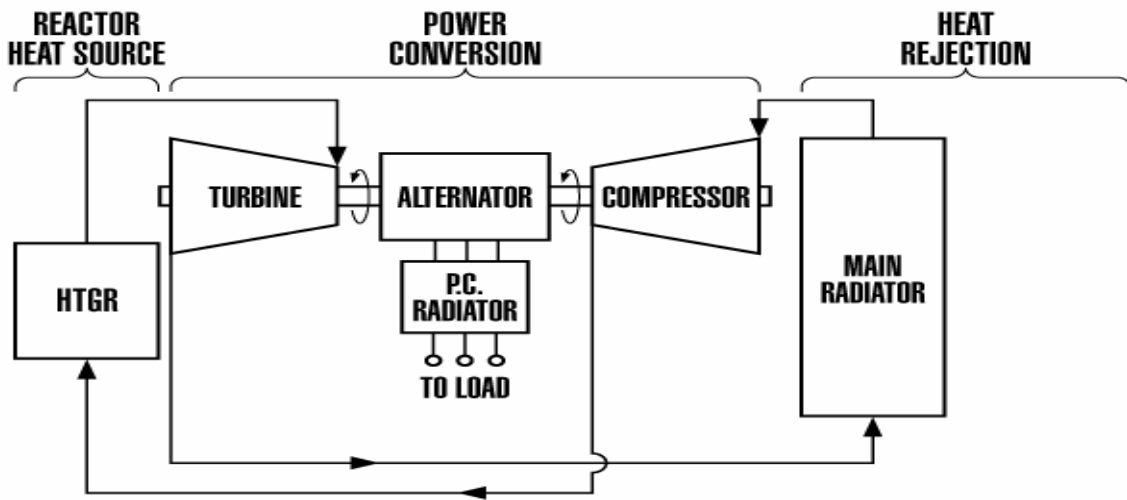 REACTOR
HEAT SOURCE
POWER
CONVERSION
HEAT
REJECTION
TURBINE
ALTERNATOR
COMPRESSOR
HTGR
P.C.
RADIATOR
MAIN
RADIATOR
TO LOAD